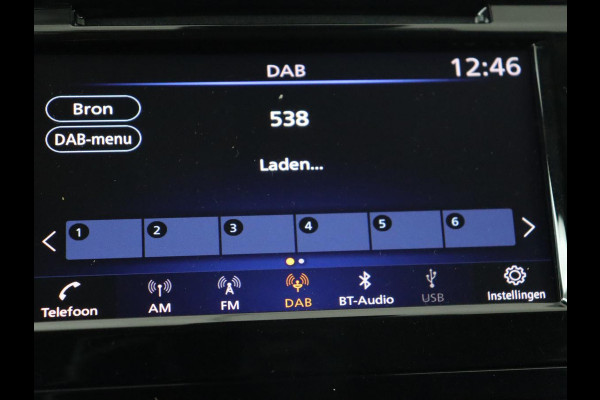 DAB 12:46
Bron
538
DAB-menu
Laden...
1 2 3 4 5 6
Telefoon AM FM DAB BT-Audio USB Instellingen